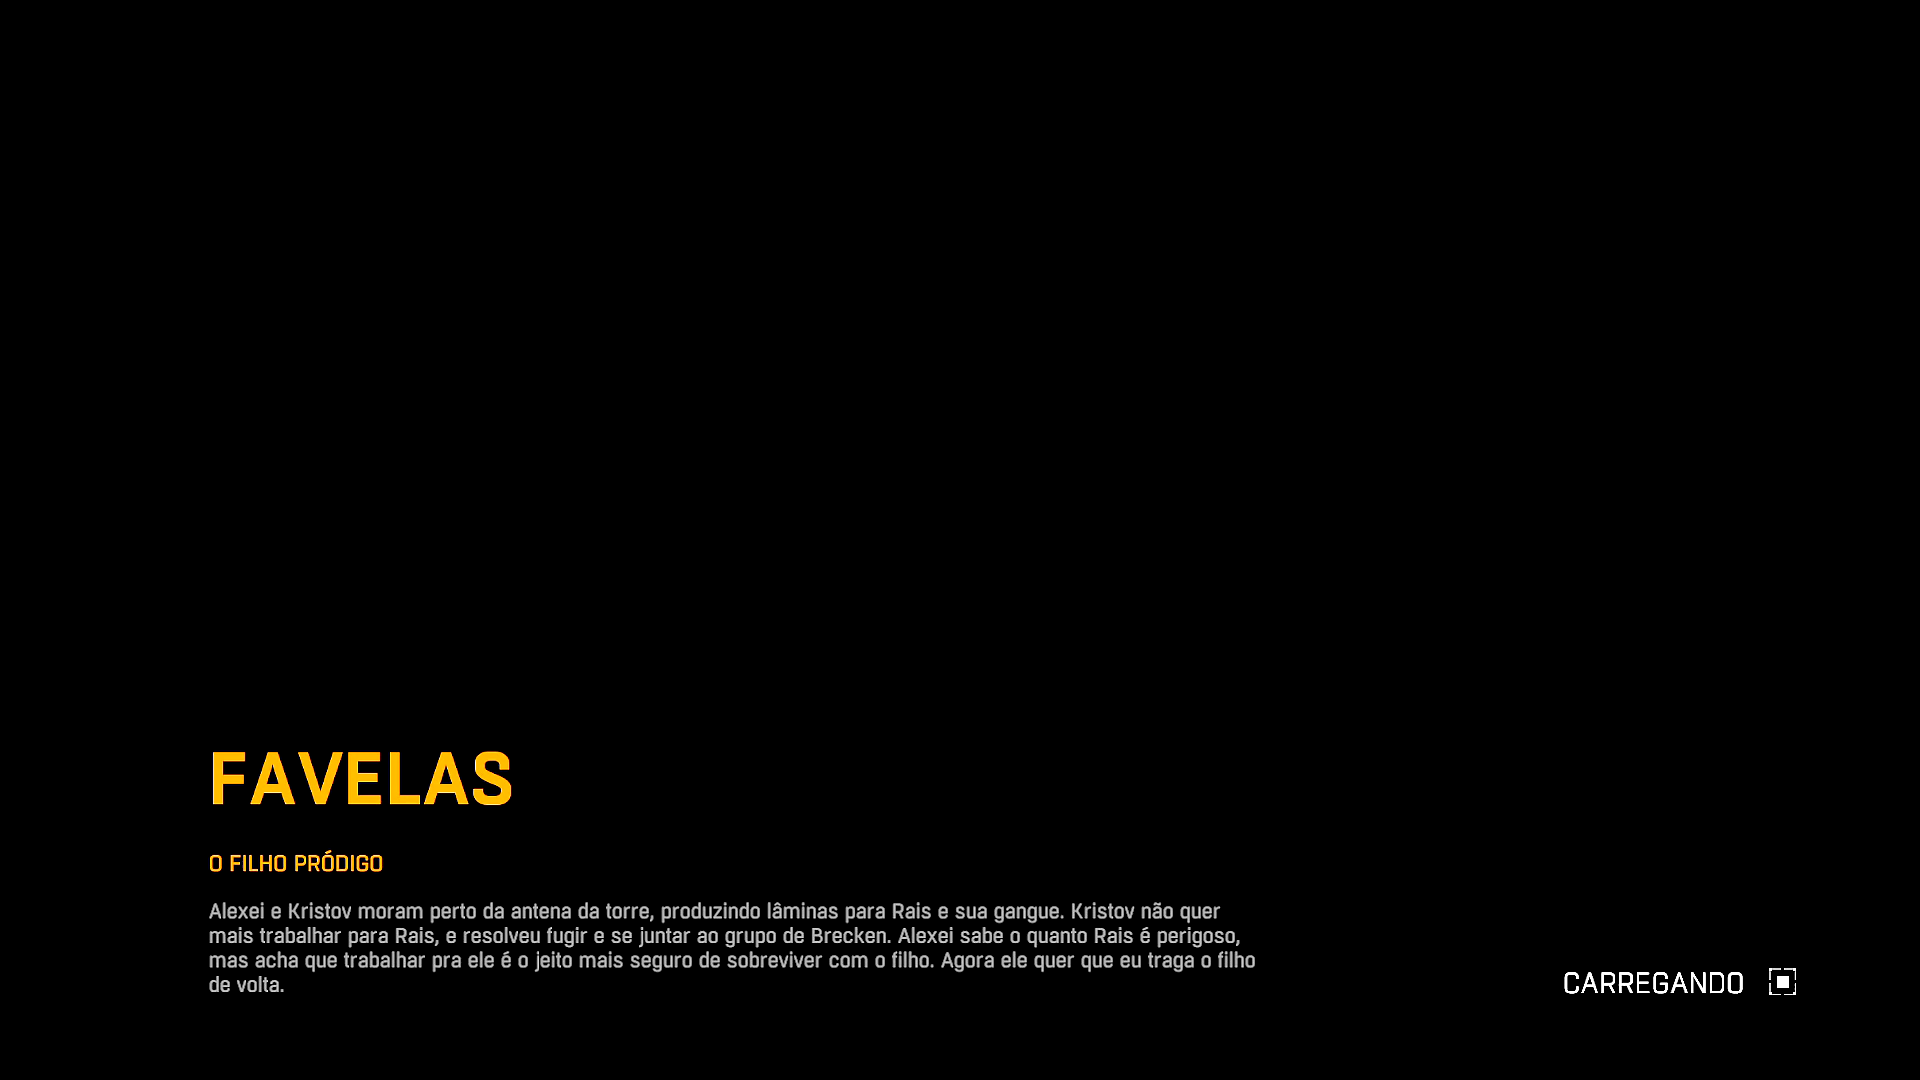 FAVELAS
O FILHO PRÓDIGO
Alexei e Kristov moram perto da antena da torre, produzindo lâminas para Rais e sua gangue. Kristov não quer
mais trabalhar para Rais, e resolveu fugir e se juntar ao grupo de Brecken. Alexei sabe o quanto Rais é perigoso,
mas acha que trabalhar pra ele é o jeito mais seguro de sobreviver com o filho. Agora ele quer que eu traga o filho
de volta.
CARREGANDO